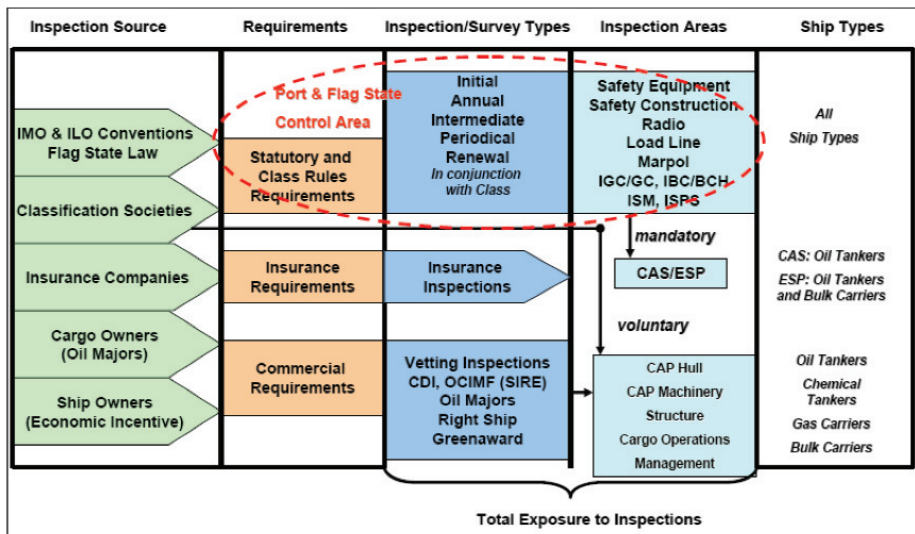 Inspection Source
Requirements
Inspection/Survey Types
Inspection Areas
Ship Types
IMO & ILO Conventions
Flag State Law
Classification Societies
Insurance Companies
Cargo Owners
(Oil Majors)
Ship Owners
(Economic Incentive)
Port & Flag State
Control Area
Statutory and
Class Rules
Requirements
Insurance
Requirements
Commercial
Requirements
Initial
Annual
Intermediate
Periodical
Renewal
In conjunction
with Class
Insurance
Inspections
Vetting Inspections
CDI, OCIMF (SIRE)
Oil Majors
Right Ship
Greenaward
Safety Equipment
Safety Construction
Radio
Load Line
Marpol
IGC/GC, IBC/BCH
ISM, ISPS
mandatory
CAS/ESP
voluntary
CAP Hull
CAP Machinery
Structure
Cargo Operations
Management
All
Ship Types
CAS: Oil Tankers
ESP: Oil Tankers
and Bulk Carriers
Oil Tankers
Chemical
Tankers
Gas Carriers
Bulk Carriers
Total Exposure to Inspections